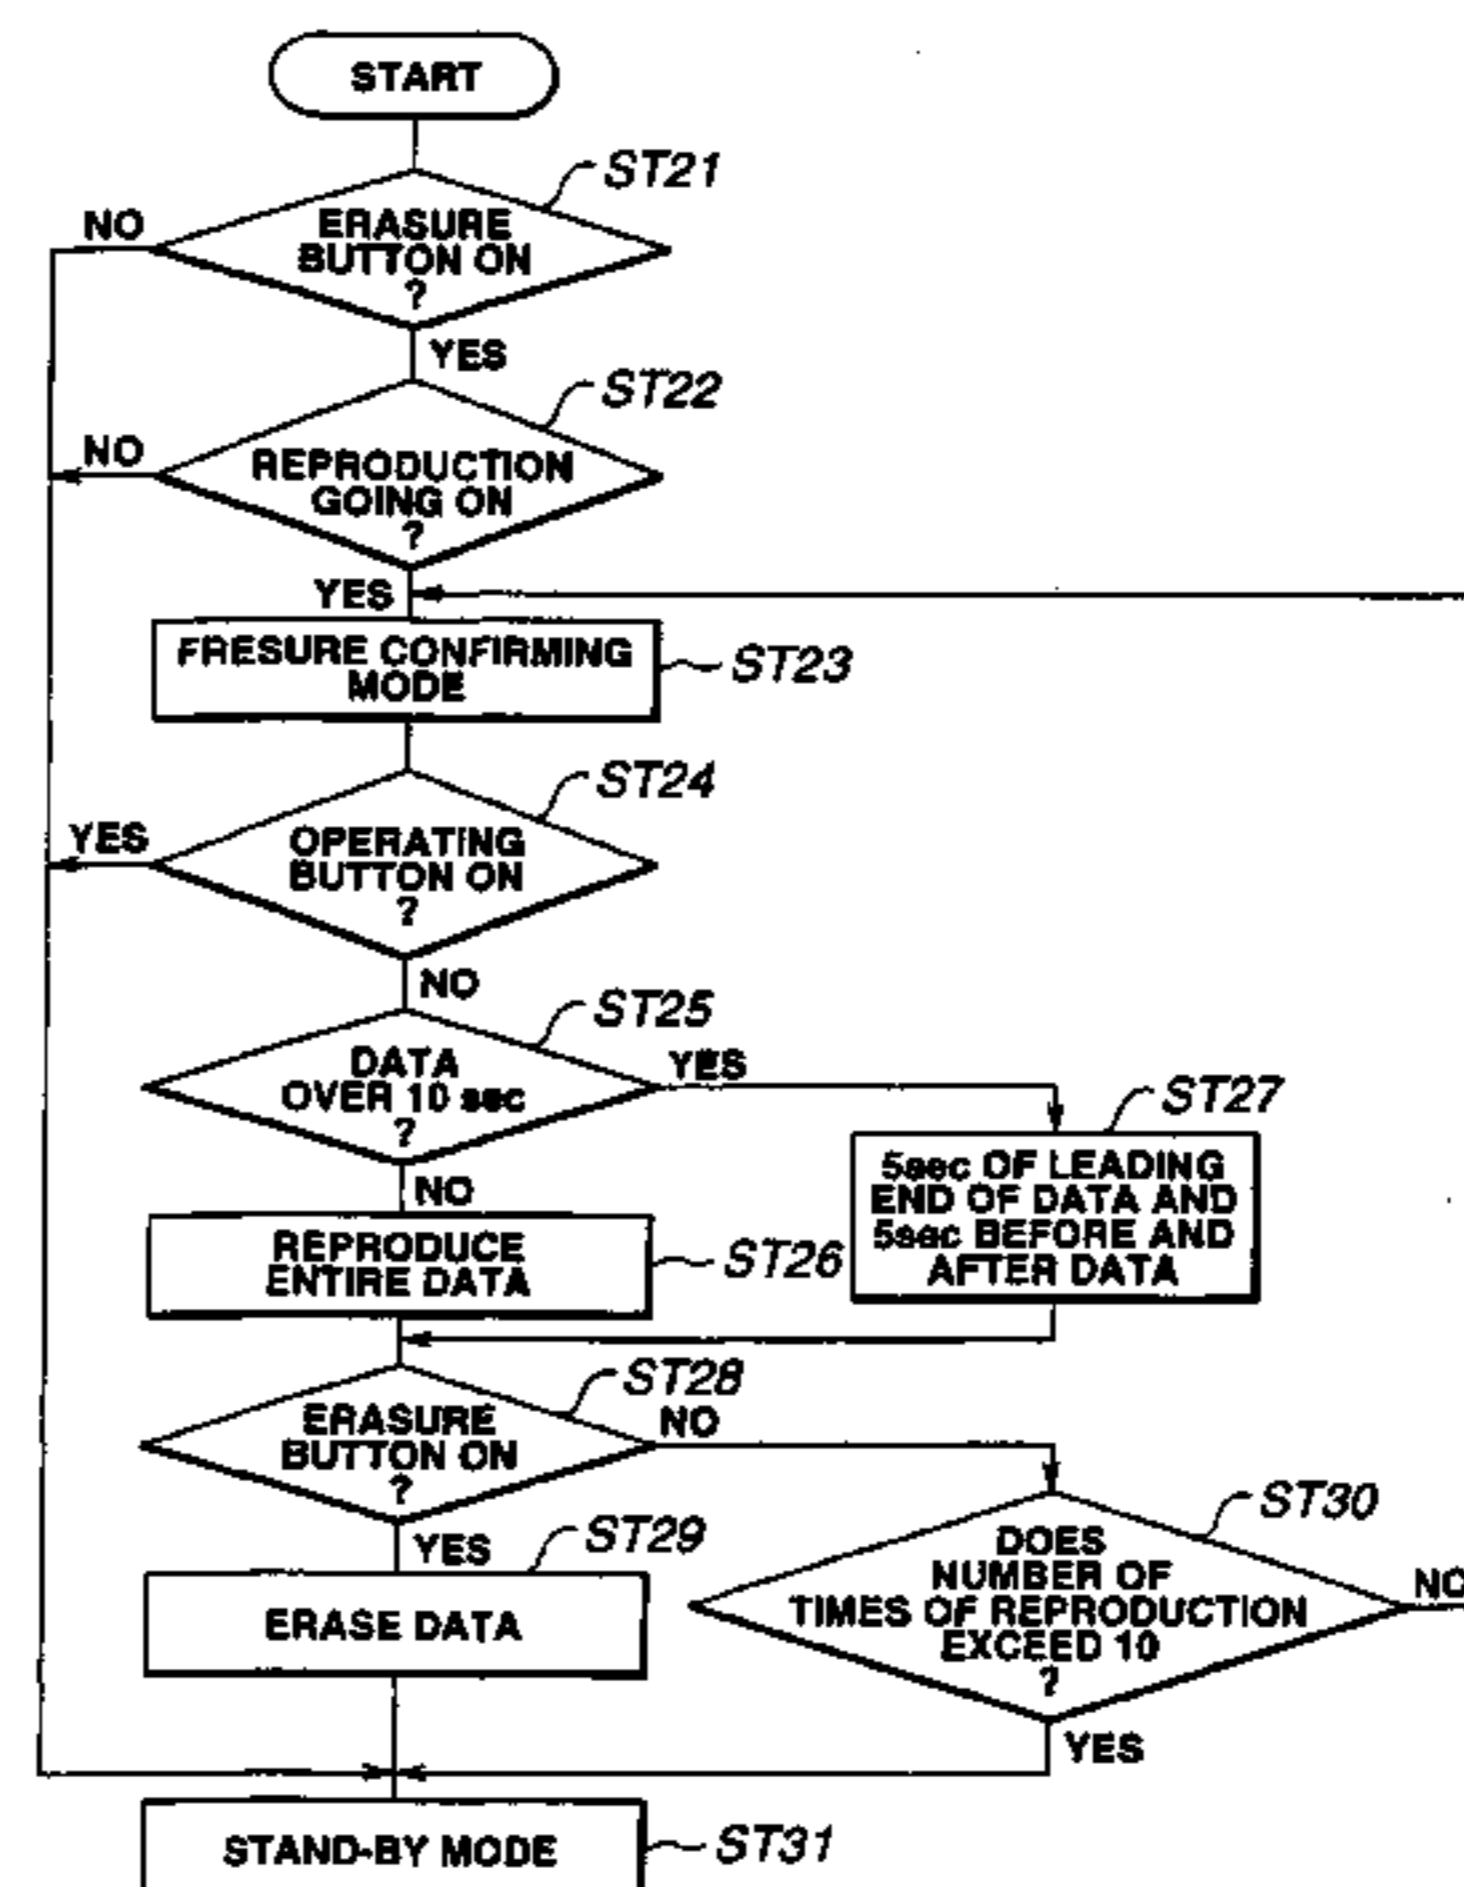 START
ST21
NO
ERASURE
BUTTON ON
?
YES
ST22
NO
REPRODUCTION
GOING ON
?
YES
FRESURE CONFIRMING
MODE
ST23
ST24
YES
OPERATING
BUTTON ON
?
NO
ST25
DATA
OVER 10 sec
?
YES
NO
ST27
5sec OF LEADING
END OF DATA AND
5sec BEFORE AND
AFTER DATA
REPRODUCE
ENTIRE DATA
ST26
ST28
ERASURE
BUTTON ON
?
NO
YES
ST29
ERASE DATA
ST30
DOES
NUMBER OF
TIMES OF REPRODUCTION
EXCEED 10
?
NO
YES
STAND-BY MODE
ST31